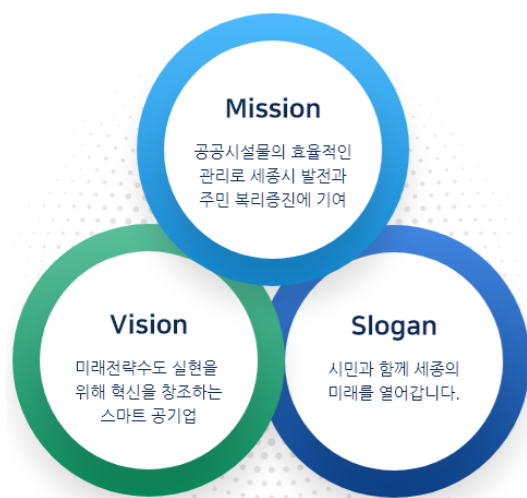 Mission
공공시설물의 효율적인
관리로 세종시 발전과
주민 복리증진에 기여
Vision
미래전략수도 실현을
위해 혁신을 창조하는
스마트 공기업
Slogan
시민과 함께 세종의
미래를 열어갑니다.